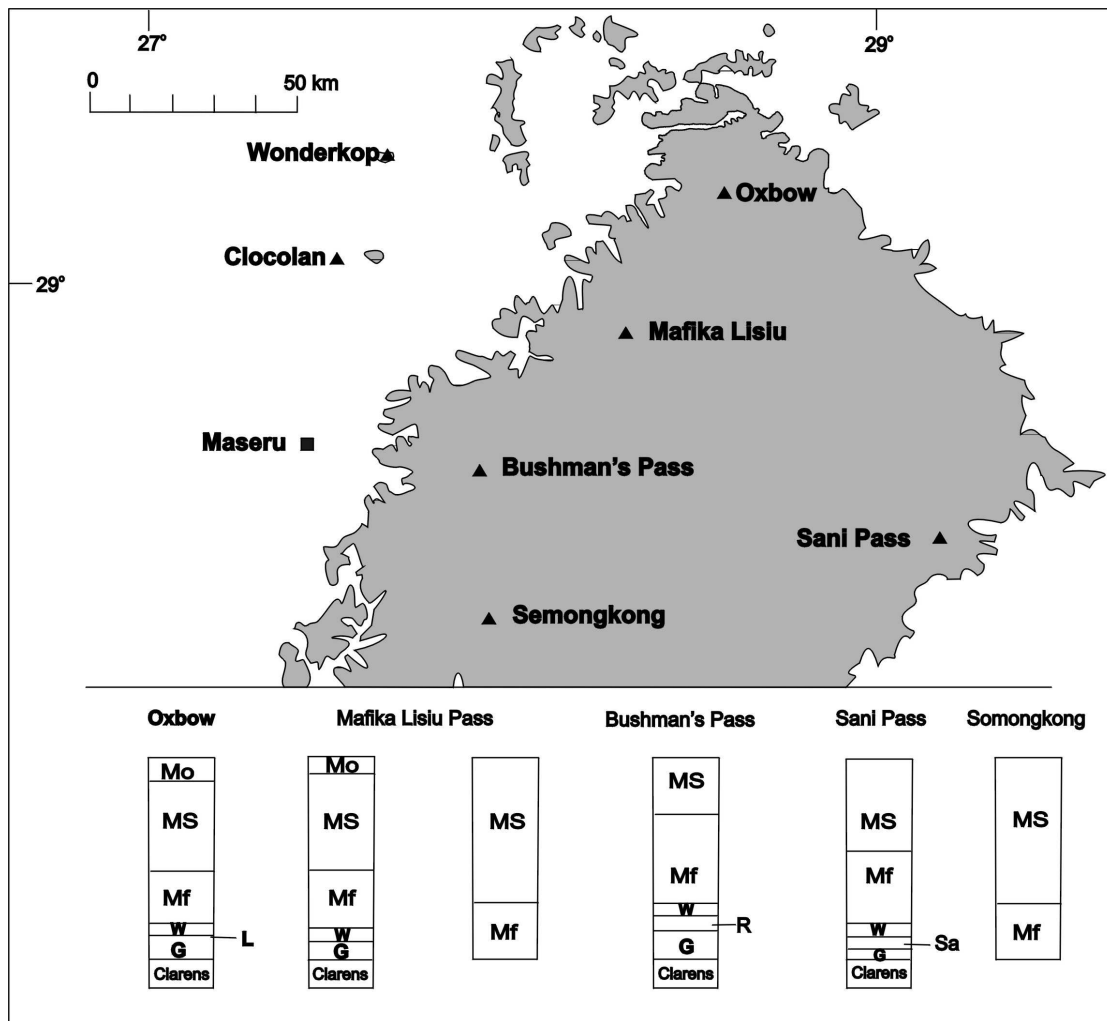 27°
29°
0 50 km
Wonderkop
Oxbow
Clocolan
29°
Mafika Lisiu
Maseru
Bushman's Pass
Sani Pass
Semongkong
Oxbow Mafika Lisiu Pass Bushman's Pass Sani Pass Somongkong
Mo
MS
Mf
W
L
G
Clarens
Mo
MS
Mf
W
G
Clarens
MS
Mf
MS
Mf
W
R
G
Clarens
MS
Mf
W
Sa
G
Clarens
MS
Mf